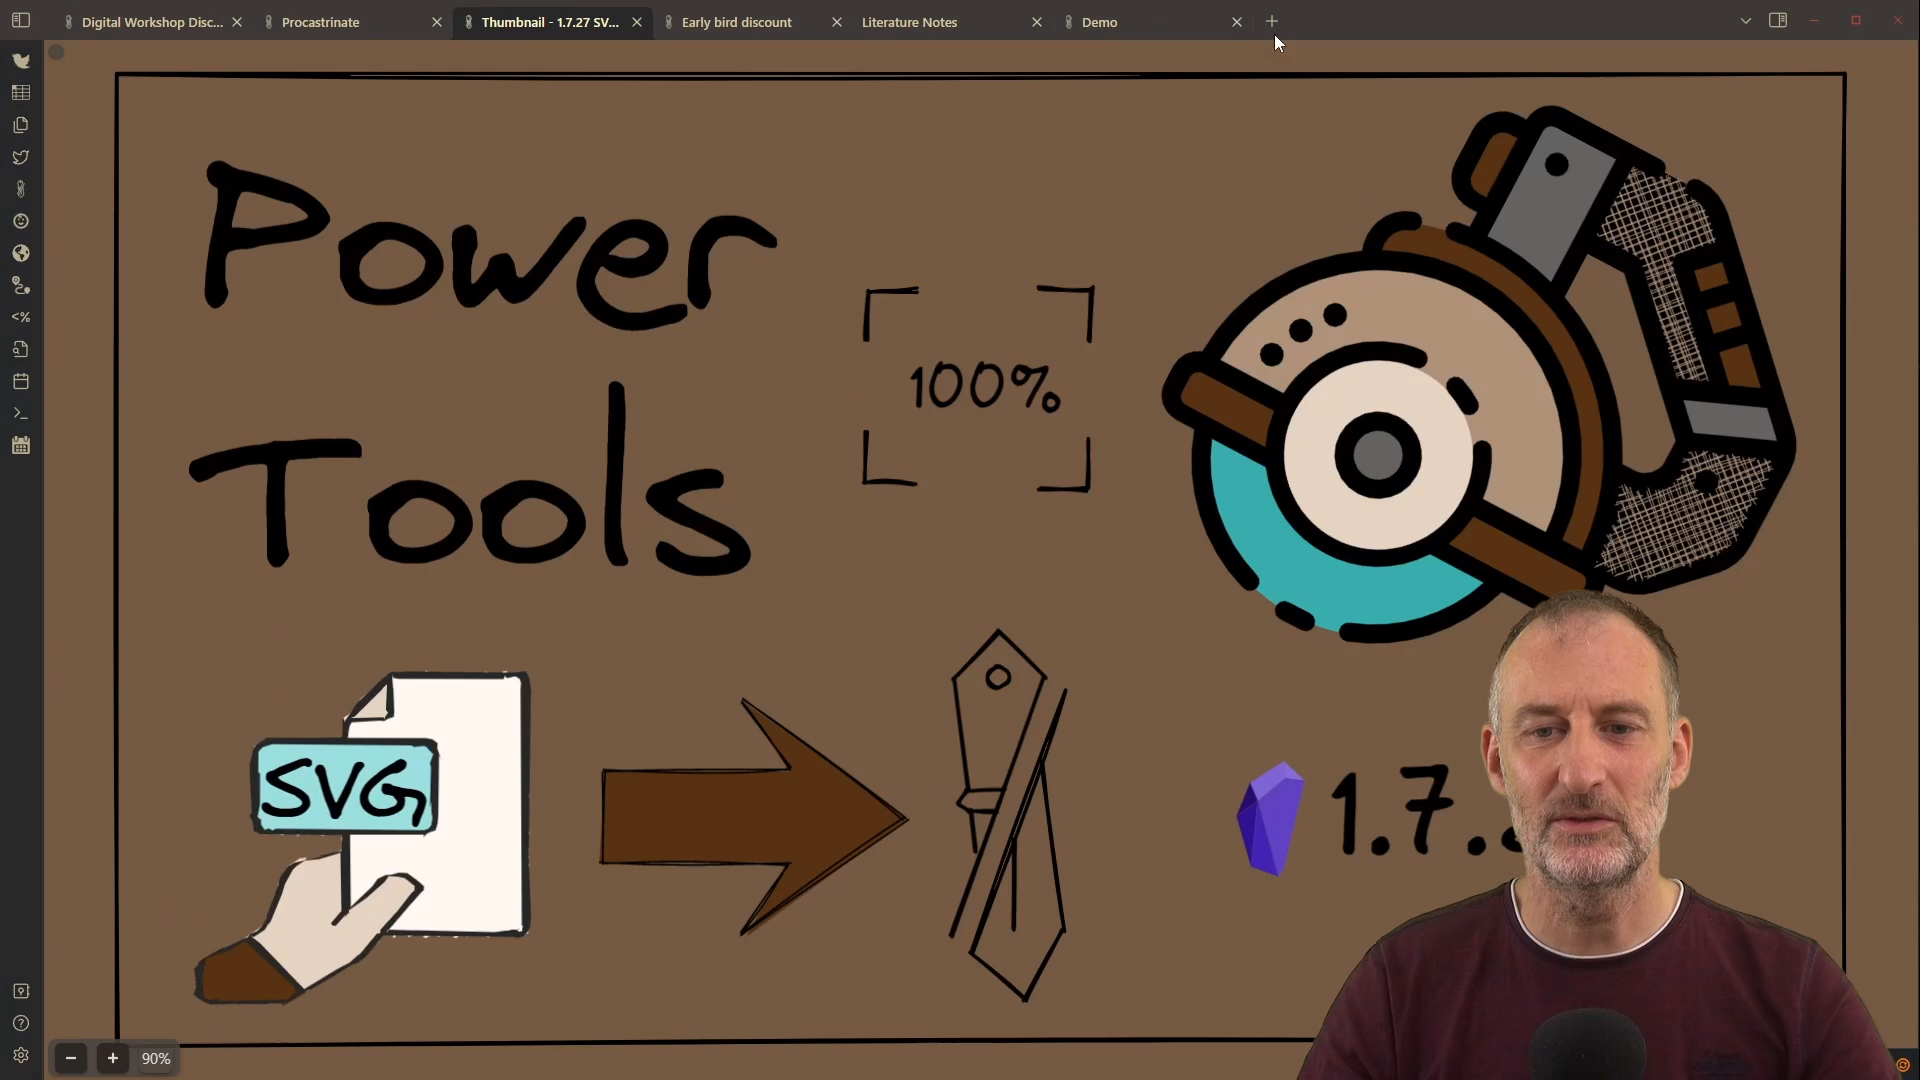 Digital Workshop Disc...
Procastrinate
Thumbnail - 1.7.27 SV...
Early bird discount
Literature Notes
Demo
Power
Tools
100%
SVG
1.7.
90%